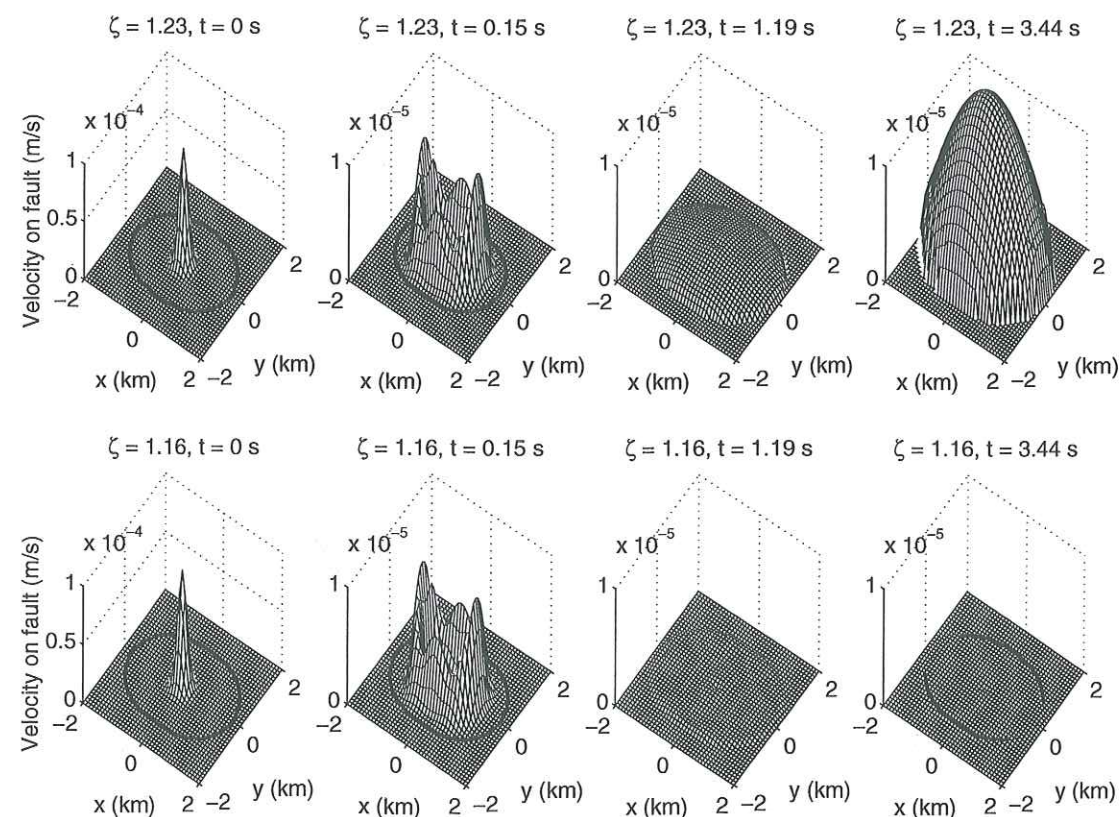 ζ = 1.23, t = 0 s
ζ = 1.23, t = 0.15 s
ζ = 1.23, t = 1.19 s
ζ = 1.23, t = 3.44 s
Velocity on fault (m/s)
x 10⁻⁴
1
0.5
0
−2
0
2
−2
0
2
x (km)
y (km)
x 10⁻⁵
1
0
−2
0
2
−2
0
2
x (km)
y (km)
x 10⁻⁵
1
0
−2
0
2
−2
0
2
x (km)
y (km)
x 10⁻⁵
1
0
−2
0
2
−2
0
2
x (km)
y (km)
ζ = 1.16, t = 0 s
ζ = 1.16, t = 0.15 s
ζ = 1.16, t = 1.19 s
ζ = 1.16, t = 3.44 s
Velocity on fault (m/s)
x 10⁻⁴
1
0.5
0
−2
0
2
−2
0
2
x (km)
y (km)
x 10⁻⁵
1
0
−2
0
2
−2
0
2
x (km)
y (km)
x 10⁻⁵
1
0
−2
0
2
−2
0
2
x (km)
y (km)
x 10⁻⁵
1
0
−2
0
2
−2
0
2
x (km)
y (km)